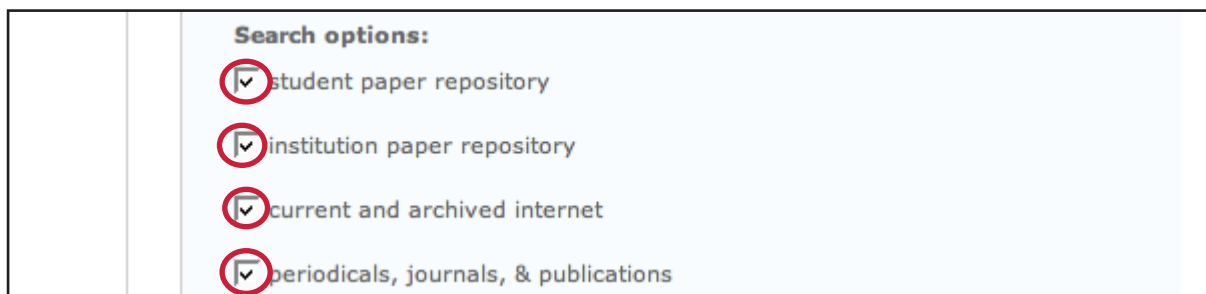 Search options:
student paper repository
institution paper repository
current and archived internet
periodicals, journals, & publications